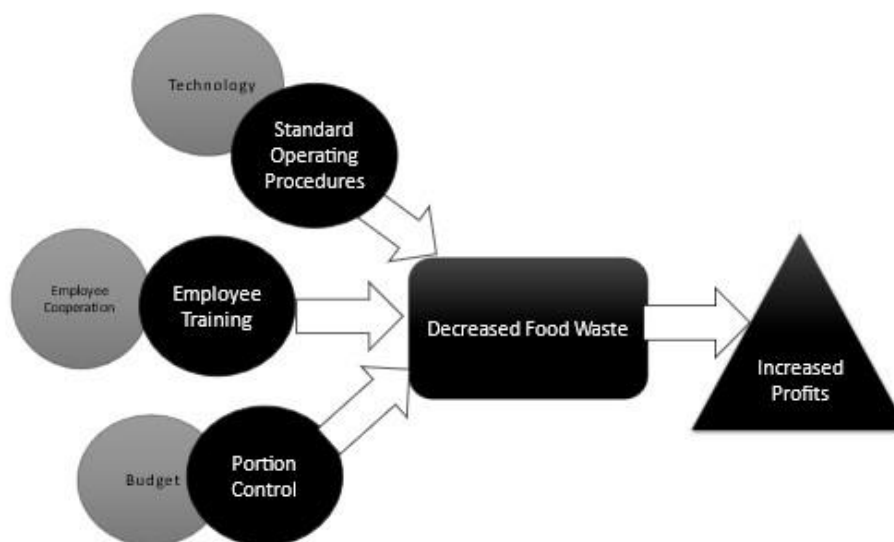 Technology
Standard
Operating
Procedures
Employee
Cooperation
Employee
Training
Decreased Food Waste
Increased
Profits
Budget
Portion
Control